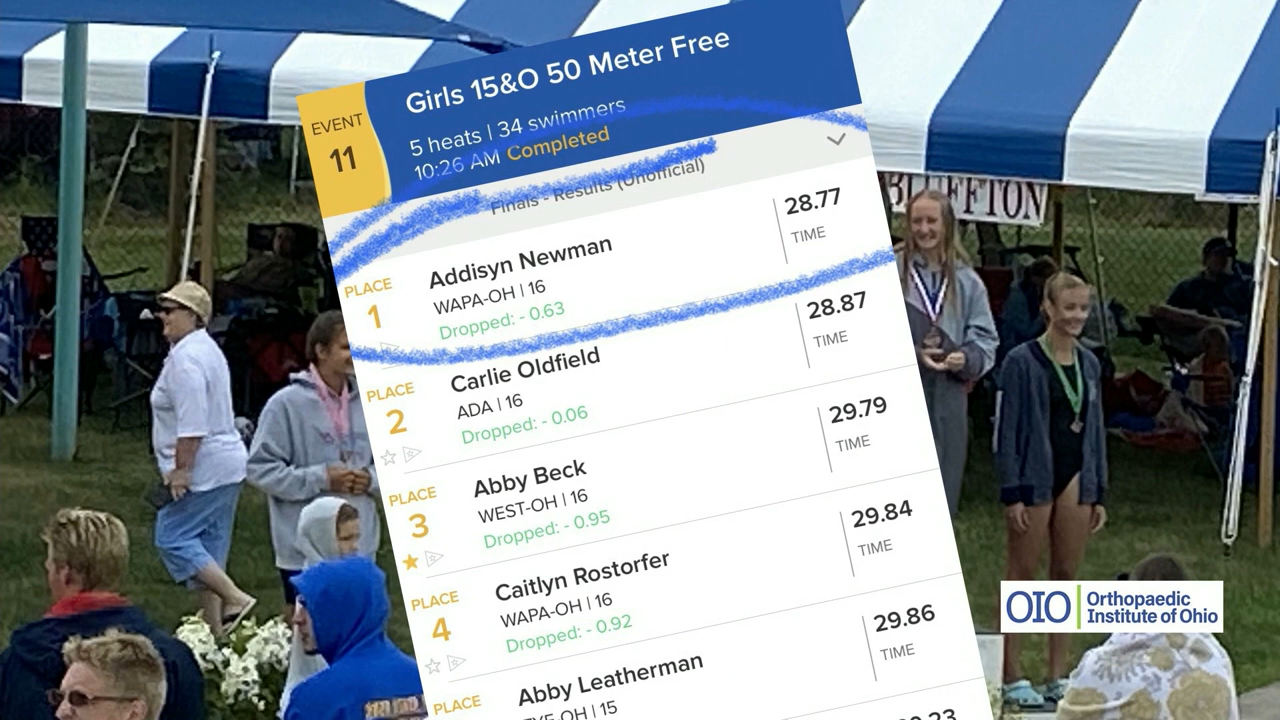 EVENT
11
Girls 15&O 50 Meter Free
5 heats | 34 swimmers
10:26 AM Completed
Finals - Results (Unofficial)
PLACE
1
Addisyn Newman
WAPA-OH | 16
Dropped: - 0.63
28.77
TIME
PLACE
2
Carlie Oldfield
ADA | 16
Dropped: - 0.06
28.87
TIME
PLACE
3
Abby Beck
WEST-OH | 16
Dropped: - 0.95
29.79
TIME
PLACE
4
Caitlyn Rostorfer
WAPA-OH | 16
Dropped: - 0.92
29.84
TIME
PLACE
Abby Leatherman
29.86
TIME
BLUFFTON
OIO
Orthopaedic
Institute of Ohio